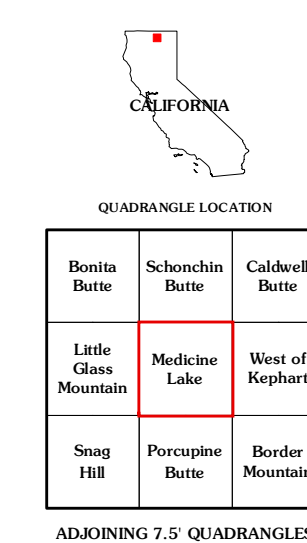 CALIFORNIA
QUADRANGLE LOCATION
Bonita
Butte
Schonchin
Butte
Caldwell
Butte
Little
Glass
Mountain
Medicine
Lake
West of
Kephart
Snag
Hill
Porcupine
Butte
Border
Mountain
ADJOINING 7.5' QUADRANGLES